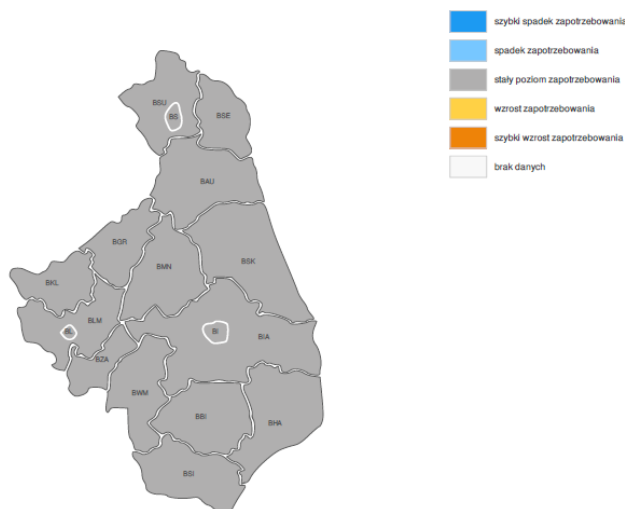 szybki spadek zapotrzebowania
spadek zapotrzebowania
stały poziom zapotrzebowania
wzrost zapotrzebowania
szybki wzrost zapotrzebowania
brak danych
BSU
BS
BSE
BAU
BGR
BMN
BSK
BKL
BLM
BL
BI
BIA
BZA
BWM
BBI
BHA
BSI